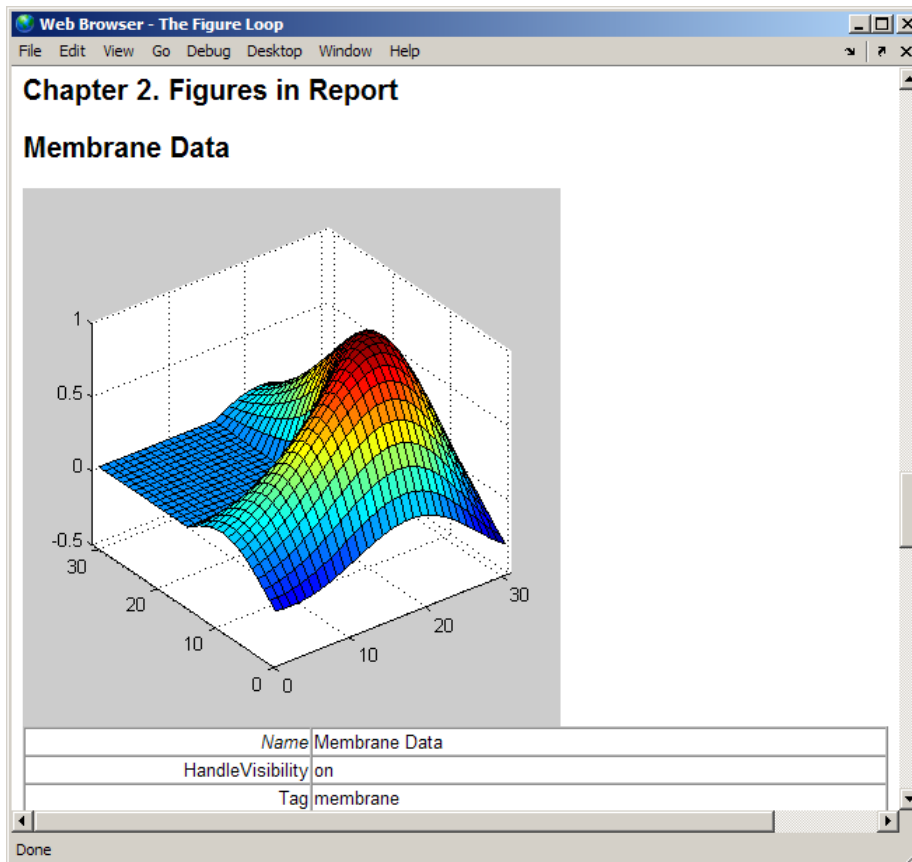 Web Browser - The Figure Loop
File Edit View Go Debug Desktop Window Help
Chapter 2. Figures in Report
Membrane Data
1
0.5
0
-0.5
30
20
10
0
0
10
20
30
Name Membrane Data
HandleVisibility on
Tag membrane
Done